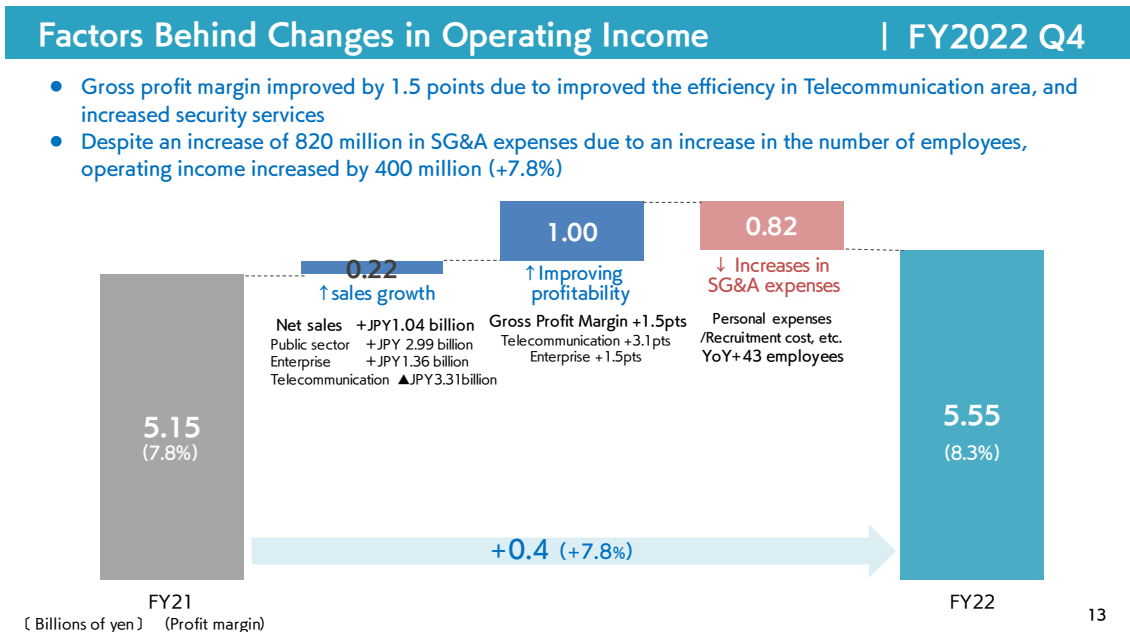 Factors Behind Changes in Operating Income | FY2022 Q4
● Gross profit margin improved by 1.5 points due to improved the efficiency in Telecommunication area, and
increased security services
● Despite an increase of 820 million in SG&A expenses due to an increase in the number of employees,
operating income increased by 400 million (+7.8%)
5.15
(7.8%)
0.22
↑sales growth
Net sales +JPY1.04 billion
Public sector +JPY 2.99 billion
Enterprise +JPY1.36 billion
Telecommunication ▲JPY3.31billion
1.00
↑Improving
profitability
Gross Profit Margin +1.5pts
Telecommunication +3.1pts
Enterprise +1.5pts
0.82
↓ Increases in
SG&A expenses
Personal expenses
/Recruitment cost, etc.
YoY+43 employees
5.55
(8.3%)
+0.4 (+7.8%)
FY21
FY22
〔 Billions of yen 〕 (Profit margin)
13